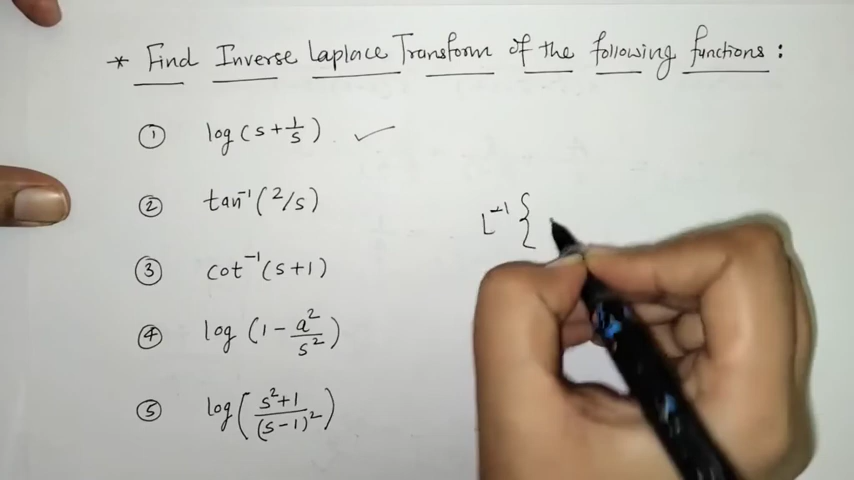 * Find Inverse Laplace Transform of the following functions :
① log(s + 1/s) ✓
② tan⁻¹(2/s)
L⁻¹{
③ cot⁻¹(s+1)
④ log(1 - a²/s²)
⑤ log((s²+1)/(s-1)²)